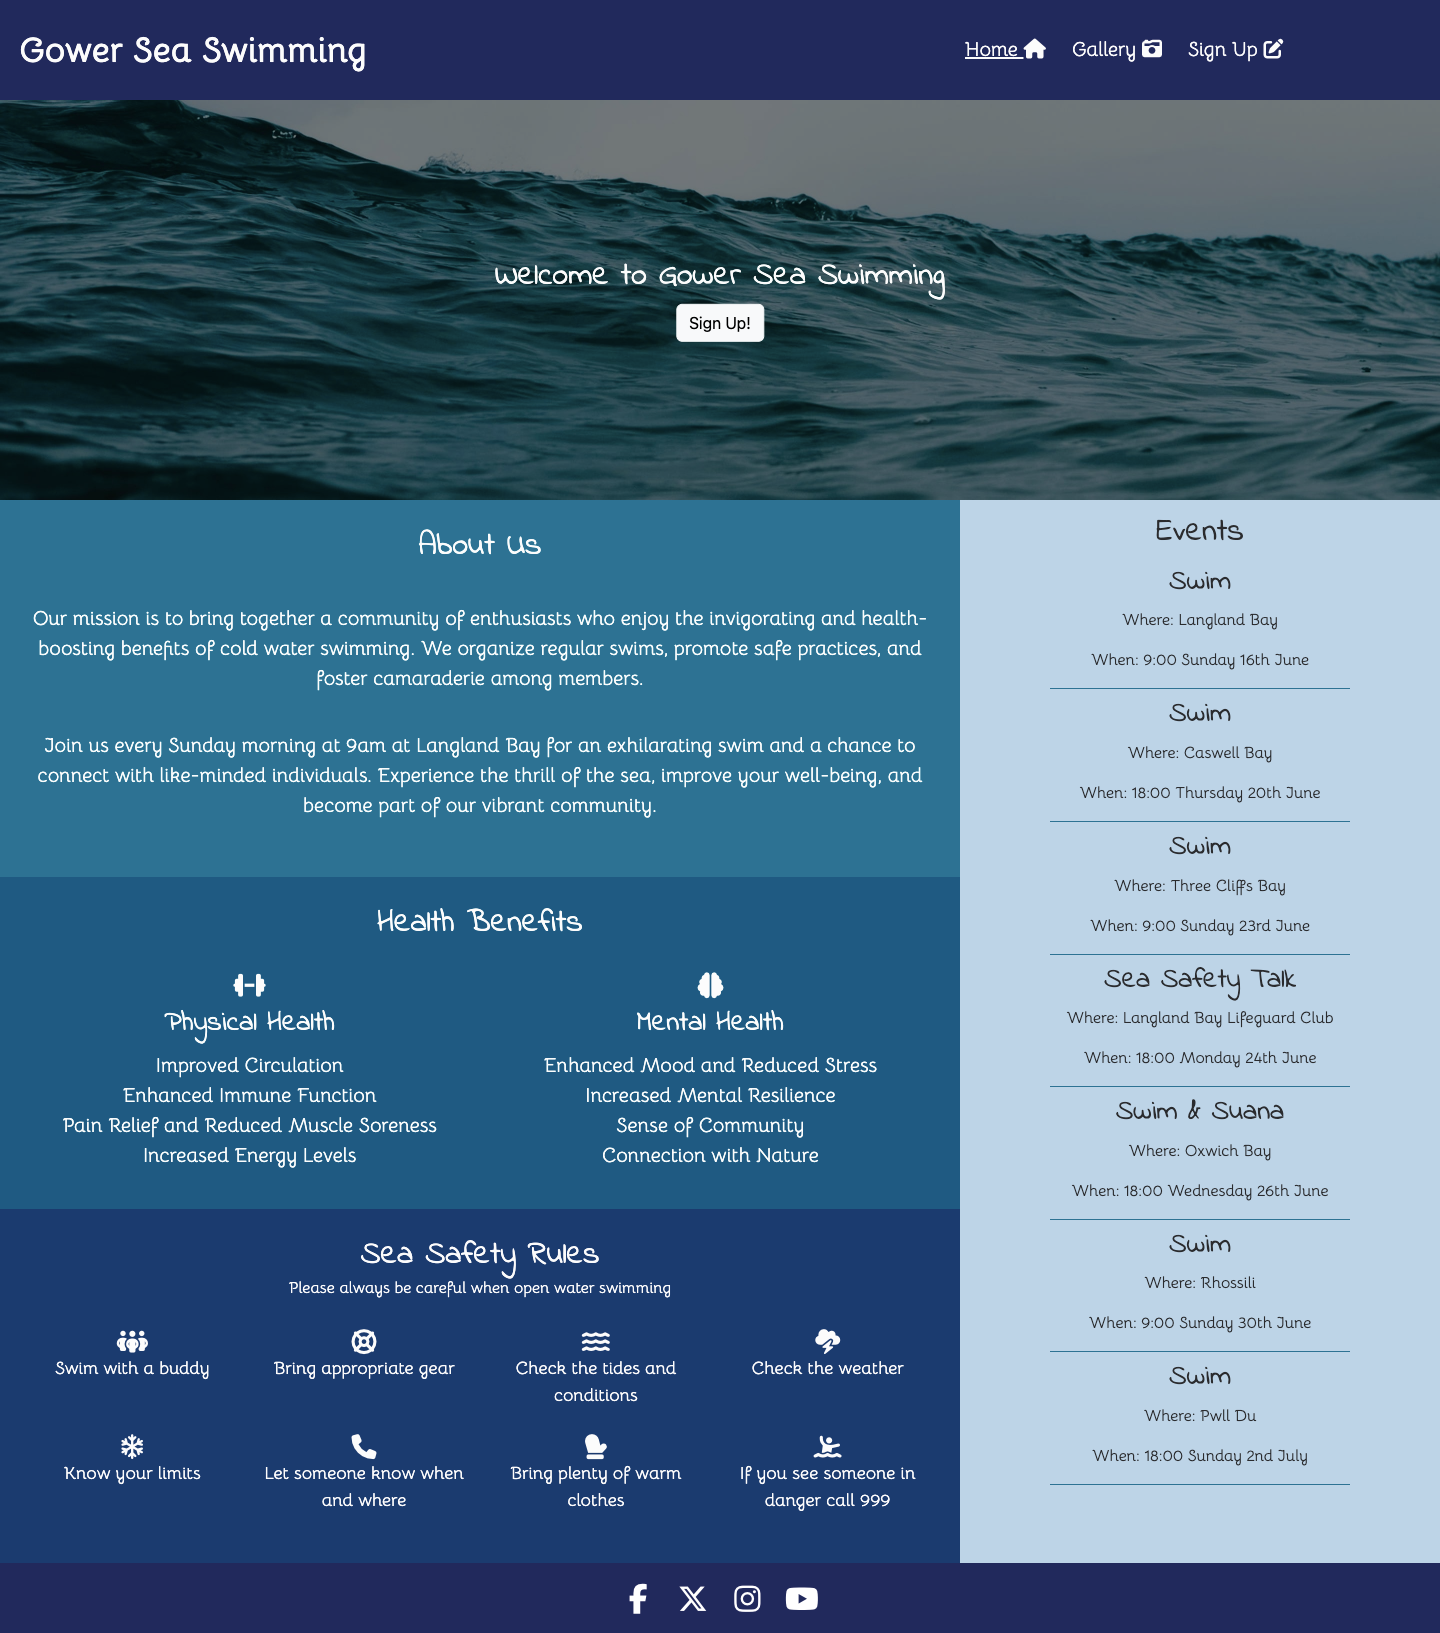 Gower Sea Swimming
Home
Gallery
Sign Up
Welcome to Gower Sea Swimming
Sign Up!
About Us
Our mission is to bring together a community of enthusiasts who enjoy the invigorating and health-
boosting benefits of cold water swimming. We organize regular swims, promote safe practices, and
foster camaraderie among members.
Join us every Sunday morning at 9am at Langland Bay for an exhilarating swim and a chance to
connect with like-minded individuals. Experience the thrill of the sea, improve your well-being, and
become part of our vibrant community.
Health Benefits
Physical Health
Improved Circulation
Enhanced Immune Function
Pain Relief and Reduced Muscle Soreness
Increased Energy Levels
Mental Health
Enhanced Mood and Reduced Stress
Increased Mental Resilience
Sense of Community
Connection with Nature
Sea Safety Rules
Please always be careful when open water swimming
Swim with a buddy
Bring appropriate gear
Check the tides and
conditions
Check the weather
Know your limits
Let someone know when
and where
Bring plenty of warm
clothes
If you see someone in
danger call 999
Events
Swim
Where: Langland Bay
When: 9:00 Sunday 16th June
Swim
Where: Caswell Bay
When: 18:00 Thursday 20th June
Swim
Where: Three Cliffs Bay
When: 9:00 Sunday 23rd June
Sea Safety Talk
Where: Langland Bay Lifeguard Club
When: 18:00 Monday 24th June
Swim & Suana
Where: Oxwich Bay
When: 18:00 Wednesday 26th June
Swim
Where: Rhossili
When: 9:00 Sunday 30th June
Swim
Where: Pwll Du
When: 18:00 Sunday 2nd July